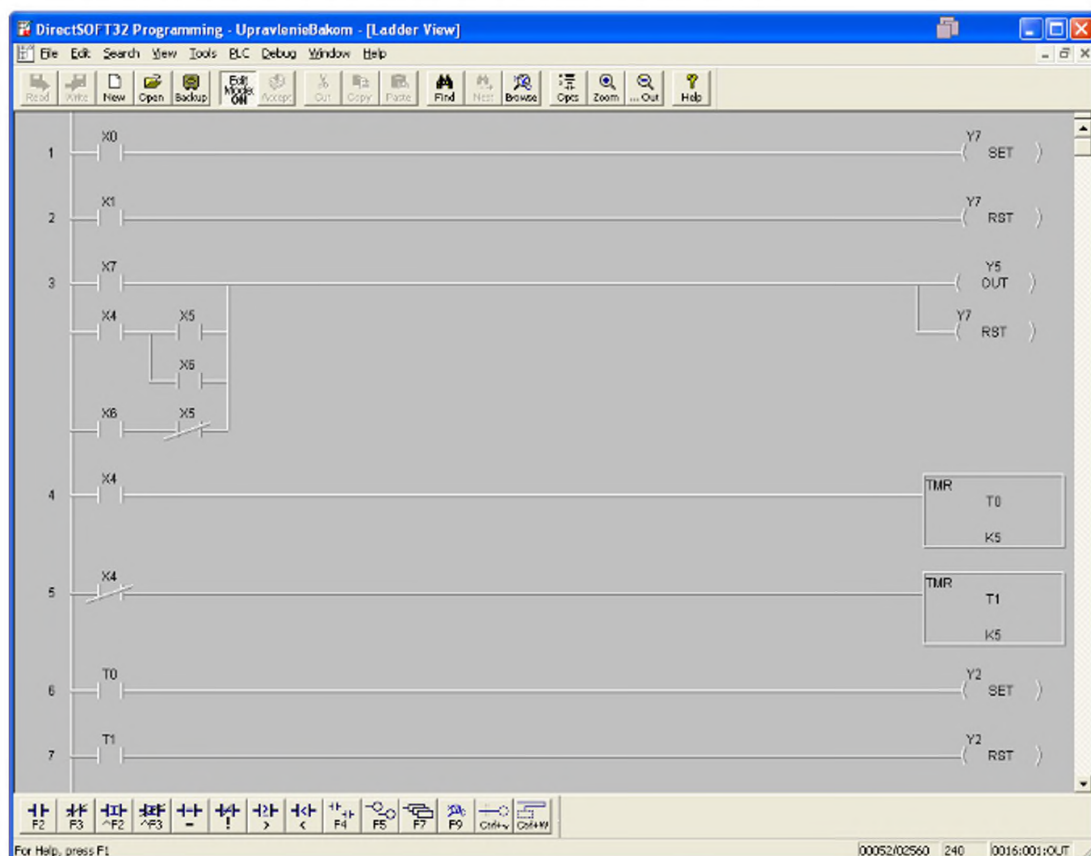 DirectSOFT32 Programming - UpravlenieBakom - [Ladder View]
File Edit Search View Tools PLC Debug Window Help
Read Write New Open Backup Edit Mode: ON Accept Cut Copy Paste Find Next Browse Opts Zoom ... Out Help
X0 Y7
1 SET
X1 Y7
2 RST
X7 Y5
3 OUT
X4 X5 Y7
RST
X6
X6 X5
X4 TMR
4 T0
K5
X4 TMR
5 T1
K5
T0 Y2
6 SET
T1 Y2
7 RST
F2 F3 ^F2 ^F3 = ! > < F4 F5 F7 F9 Ctrl+W
For Help, press F1 00052/02560 240 0016:001:OUT